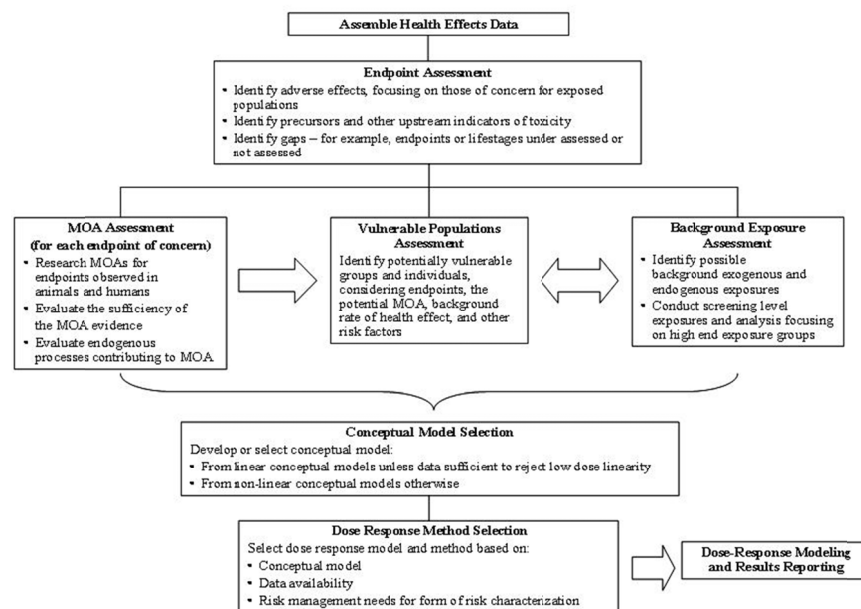 Assemble Health Effects Data
Endpoint Assessment
• Identify adverse effects, focusing on those of concern for exposed
populations
• Identify precursors and other upstream indicators of toxicity
• Identify gaps – for example, endpoints or lifestages under assessed or
not assessed
MOA Assessment
(for each endpoint of concern)
• Research MOAs for
endpoints observed in
animals and humans
• Evaluate the sufficiency of
the MOA evidence
• Evaluate endogenous
processes contributing to MOA
Vulnerable Populations
Assessment
Identify potentially vulnerable
groups and individuals,
considering endpoints, the
potential MOA, background
rate of health effect, and other
risk factors
Background Exposure
Assessment
• Identify possible
background exogenous and
endogenous exposures
• Conduct screening level
exposures and analysis focusing
on high end exposure groups
Conceptual Model Selection
Develop or select conceptual model:
• From linear conceptual models unless data sufficient to reject low dose linearity
• From non-linear conceptual models otherwise
Dose Response Method Selection
Select dose response model and method based on:
• Conceptual model
• Data availability
• Risk management needs for form of risk characterization
Dose-Response Modeling
and Results Reporting